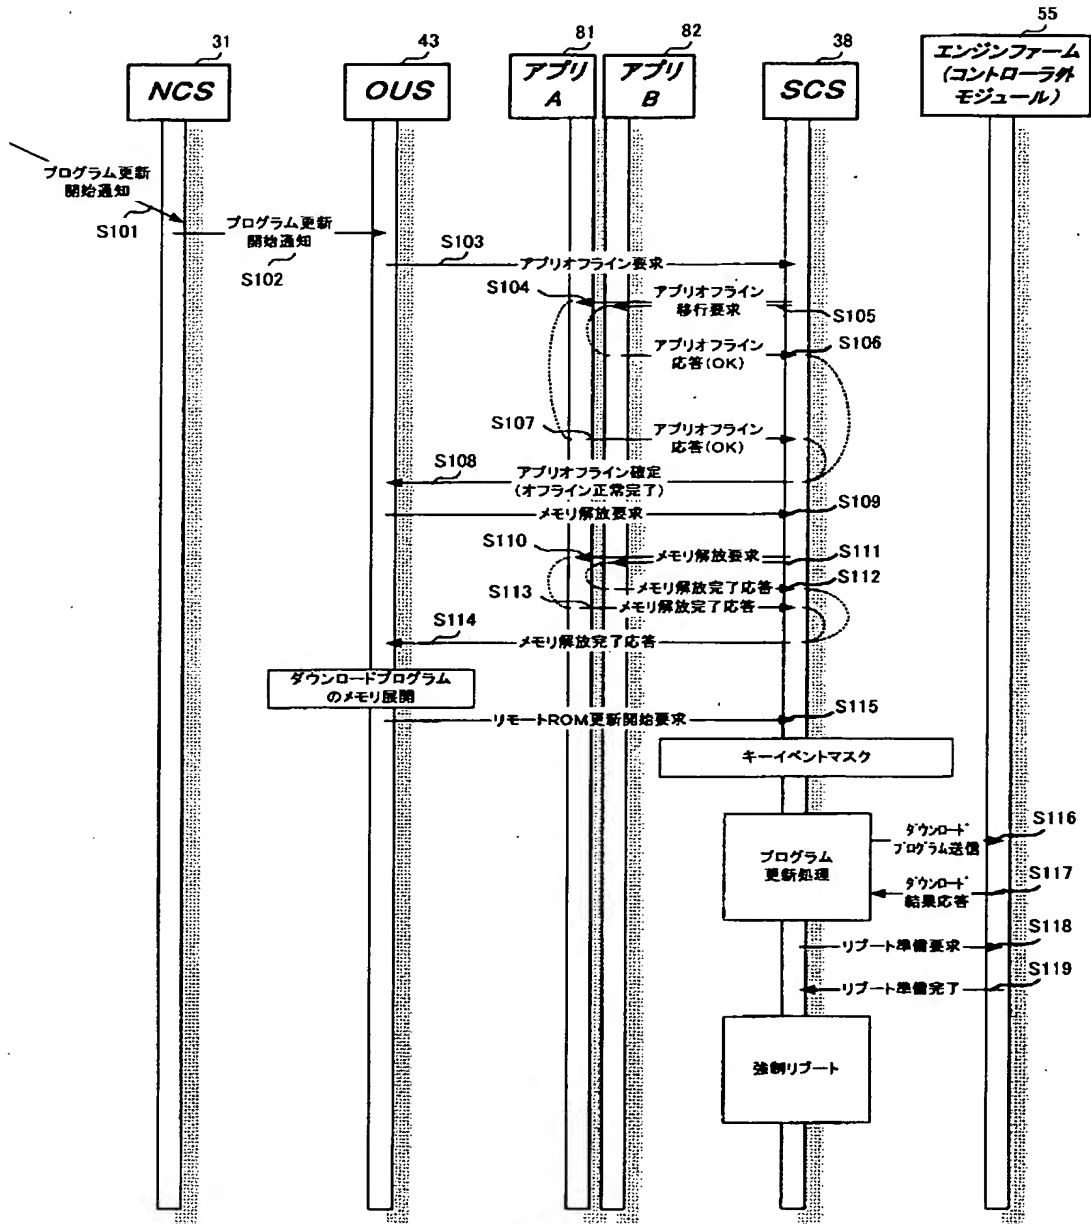 31
43
81
82
38
55
NCS
OUS
アプリ
A
アプリ
B
SCS
エンジンファーム
(コントローラ外
モジュール)
プログラム更新
開始通知
S101
プログラム更新
開始通知
S102
S103
アプリオフライン要求
S104
アプリオフライン
移行要求
S105
アプリオフライン
応答(OK)
S106
S107
アプリオフライン
応答(OK)
S108
アプリオフライン確定
(オフライン正常完了)
メモリ解放要求
S109
S110
メモリ解放要求
S111
メモリ解放完了応答
S112
S113
メモリ解放完了応答
S114
メモリ解放完了応答
ダウンロードプログラム
のメモリ展開
リモートROM更新開始要求
S115
キーイベントマスク
プログラム
更新処理
ダウンロード
プログラム送信
S116
ダウンロード
結果応答
S117
リブート準備要求
S118
リブート準備完了
S119
強制リブート